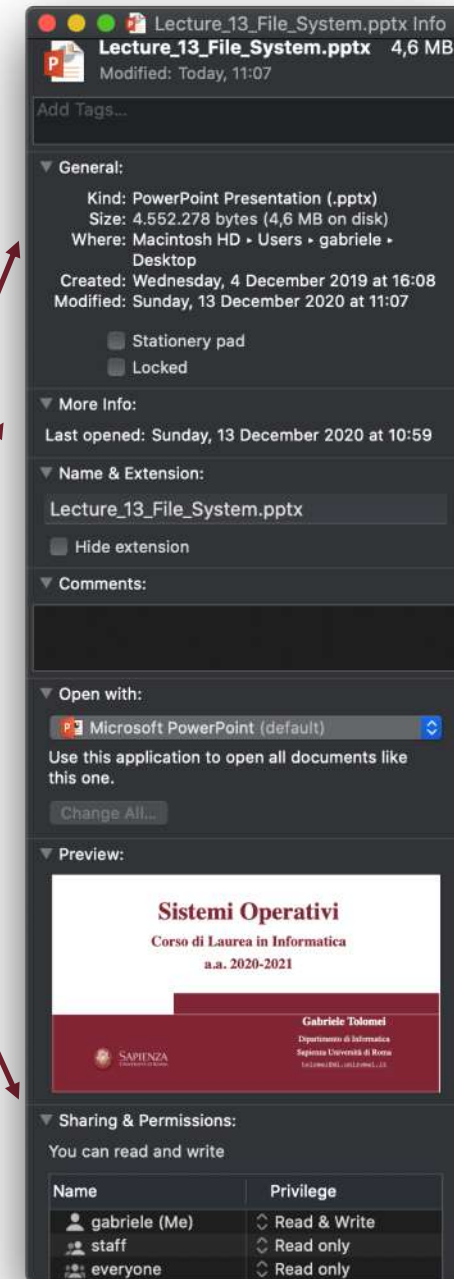 Lecture_13_File_System.pptx Info
Lecture_13_File_System.pptx 4,6 MB
Modified: Today, 11:07
Add Tags...
General:
Kind: PowerPoint Presentation (.pptx)
Size: 4.552.278 bytes (4,6 MB on disk)
Where: Macintosh HD ▸ Users ▸ gabriele ▸
Desktop
Created: Wednesday, 4 December 2019 at 16:08
Modified: Sunday, 13 December 2020 at 11:07
Stationery pad
Locked
More Info:
Last opened: Sunday, 13 December 2020 at 10:59
Name & Extension:
Lecture_13_File_System.pptx
Hide extension
Comments:
Open with:
Microsoft PowerPoint (default)
Use this application to open all documents like
this one.
Change All...
Preview:
Sistemi Operativi
Corso di Laurea in Informatica
a.a. 2020-2021
Gabriele Tolomei
Dipartimento di Informatica
Sapienza Università di Roma
SAPIENZA
Sharing & Permissions:
You can read and write
Name Privilege
gabriele (Me) Read & Write
staff Read only
everyone Read only